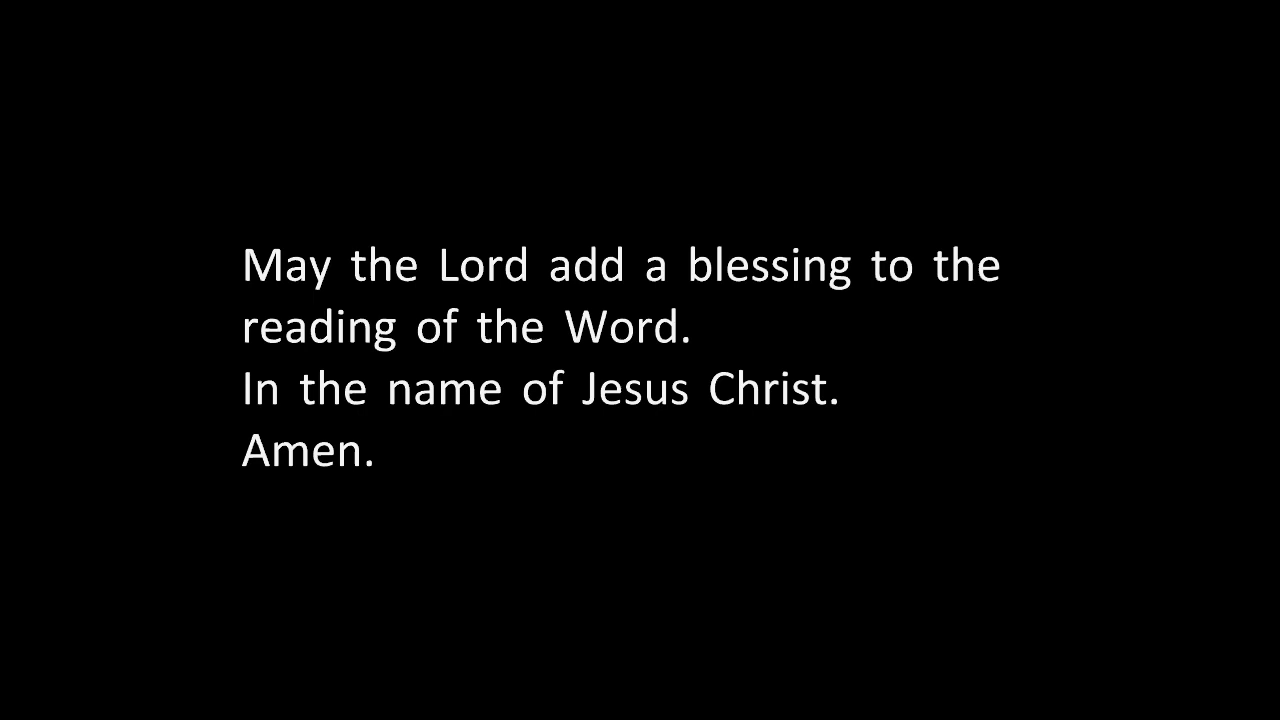 May the Lord add a blessing to the
reading of the Word.
In the name of Jesus Christ.
Amen.